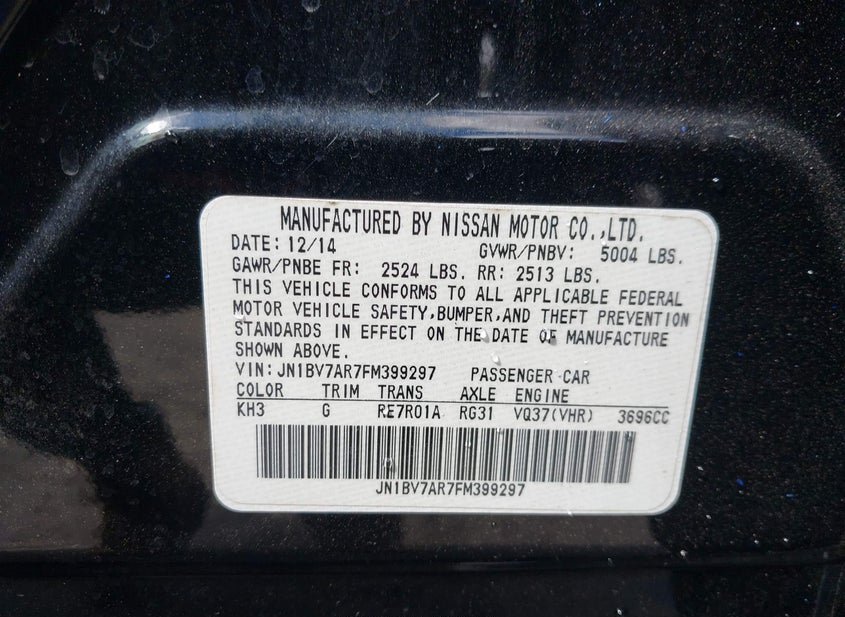 MANUFACTURED BY NISSAN MOTOR CO.,LTD.
DATE: 12/14 GVWR/PNBV: 5004 LBS.
GAWR/PNBE FR: 2524 LBS. RR: 2513 LBS.
THIS VEHICLE CONFORMS TO ALL APPLICABLE FEDERAL
MOTOR VEHICLE SAFETY,BUMPER,AND THEFT PREVENTION
STANDARDS IN EFFECT ON THE DATE OF MANUFACTURE
SHOWN ABOVE.
VIN: JN1BV7AR7FM399297 PASSENGER CAR
COLOR TRIM TRANS AXLE ENGINE
KH3 G RE7R01A RG31 VQ37(VHR) 3696CC
JN1BV7AR7FM399297